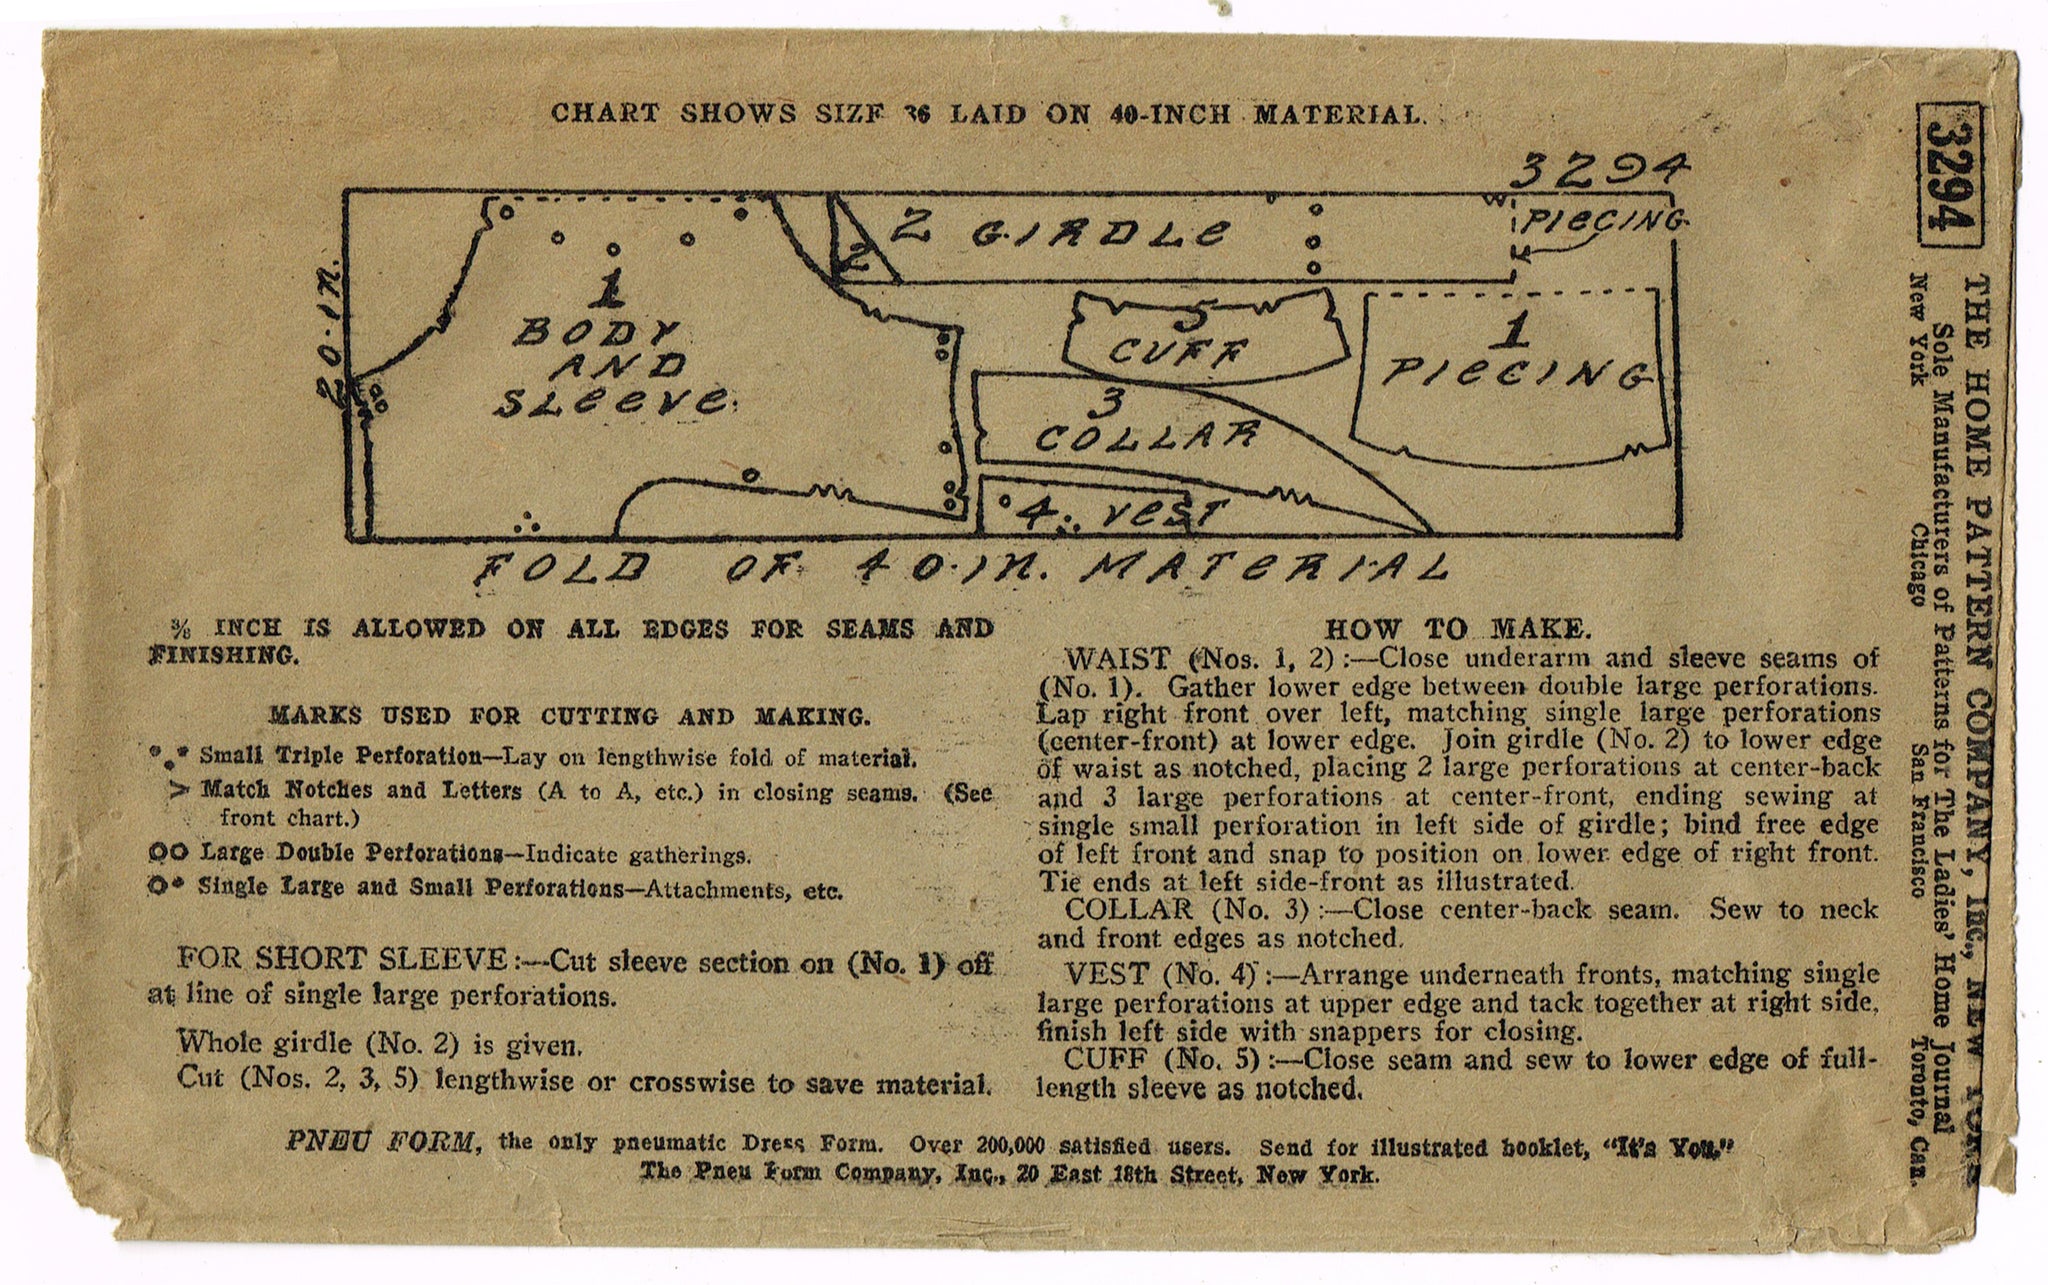 CHART SHOWS SIZE 36 LAID ON 40-INCH MATERIAL.
3294
20.IN.
1
BODY
AND
SLEEVE.
2
2 GIRDLE
PIECING
5
CUFF
1
PIECING
3
COLLAR
4 VEST
FOLD OF 40.IN. MATERIAL
⅜ INCH IS ALLOWED ON ALL EDGES FOR SEAMS AND
FINISHING.
MARKS USED FOR CUTTING AND MAKING.
Small Triple Perforation—Lay on lengthwise fold of material.
> Match Notches and Letters (A to A, etc.) in closing seams. (See
front chart.)
Large Double Perforations—Indicate gatherings.
Single Large and Small Perforations—Attachments, etc.
FOR SHORT SLEEVE:—Cut sleeve section on (No. 1) off
at line of single large perforations.
Whole girdle (No. 2) is given.
Cut (Nos. 2, 3, 5) lengthwise or crosswise to save material.
HOW TO MAKE.
WAIST (Nos. 1, 2):—Close underarm and sleeve seams of
(No. 1). Gather lower edge between double large perforations.
Lap right front over left, matching single large perforations
(center-front) at lower edge. Join girdle (No. 2) to lower edge
of waist as notched, placing 2 large perforations at center-back
and 3 large perforations at center-front, ending sewing at
single small perforation in left side of girdle; bind free edge
of left front and snap to position on lower edge of right front.
Tie ends at left side-front as illustrated.
COLLAR (No. 3):—Close center-back seam. Sew to neck
and front edges as notched.
VEST (No. 4):—Arrange underneath fronts, matching single
large perforations at upper edge and tack together at right side,
finish left side with snappers for closing.
CUFF (No. 5):—Close seam and sew to lower edge of full-
length sleeve as notched.
PNEU FORM, the only pneumatic Dress Form. Over 200,000 satisfied users. Send for illustrated booklet, "It's You."
The Pneu Form Company, Inc., 20 East 18th Street, New York.
3294
THE HOME PATTERN COMPANY, INC., NEW YORK
Sole Manufacturers of Patterns for The Ladies' Home Journal
New York Chicago San Francisco Toronto, Can.